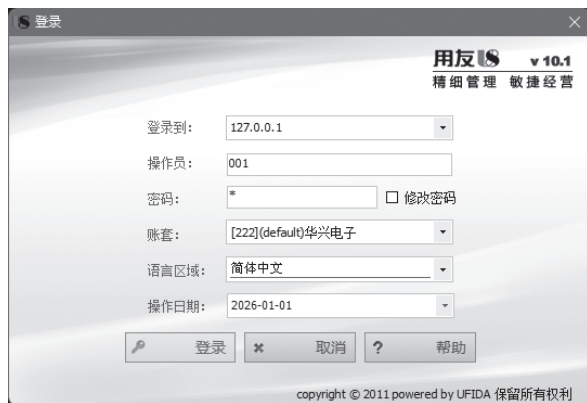 登录
用友U8 v 10.1
精细管理 敏捷经营
登录到： 127.0.0.1
操作员： 001
密码： * 修改密码
账套： [222](default)华兴电子
语言区域： 简体中文
操作日期： 2026-01-01
登录 取消 ? 帮助
copyright © 2011 powered by UFIDA 保留所有权利